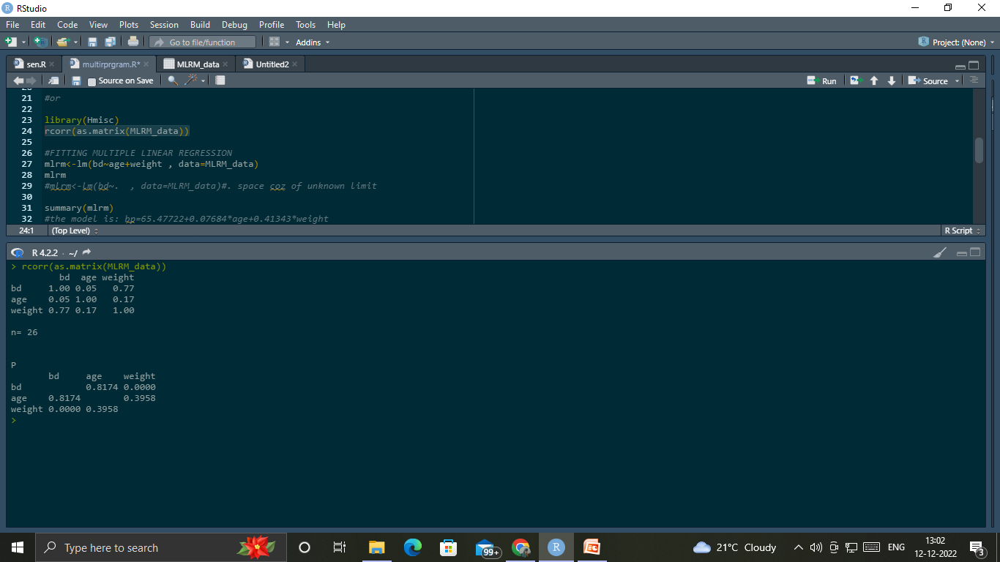 RStudio
File Edit Code View Plots Session Build Debug Profile Tools Help
Go to file/function Addins Project: (None)
sen.R multirprgram.R* MLRM_data Untitled2
Source on Save Run Source
20
21 #or
22
23 library(Hmisc)
24 rcorr(as.matrix(MLRM_data))
25
26 #FITTING MULTIPLE LINEAR REGRESSION
27 mlrm<-lm(bd~age+weight , data=MLRM_data)
28 mlrm
29 #mlrm<-lm(bd~. , data=MLRM_data)#. space coz of unknown limit
30
31 summary(mlrm)
32 #the model is: bp=65.47722+0.07684*age+0.41343*weight
24:1 (Top Level) R Script
R 4.2.2 · ~/
> rcorr(as.matrix(MLRM_data))
bd age weight
bd 1.00 0.05 0.77
age 0.05 1.00 0.17
weight 0.77 0.17 1.00
n= 26
P
bd age weight
bd 0.8174 0.0000
age 0.8174 0.3958
weight 0.0000 0.3958
>
Type here to search 99+ R 21°C Cloudy ENG 13:02
12-12-2022 3